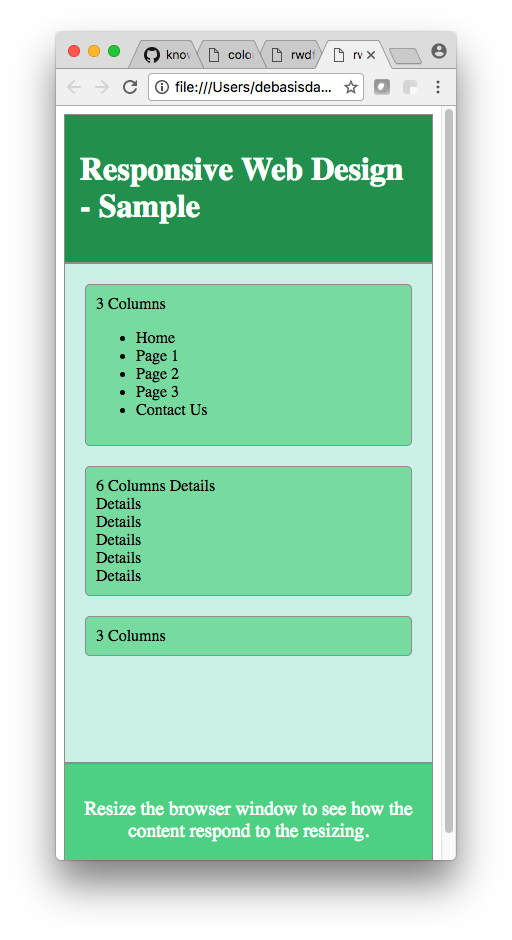 knov
colo
rwdf
rv
file:///Users/debasisda...
Responsive Web Design
- Sample
3 Columns
Home
Page 1
Page 2
Page 3
Contact Us
6 Columns Details
Details
Details
Details
Details
Details
3 Columns
Resize the browser window to see how the
content respond to the resizing.